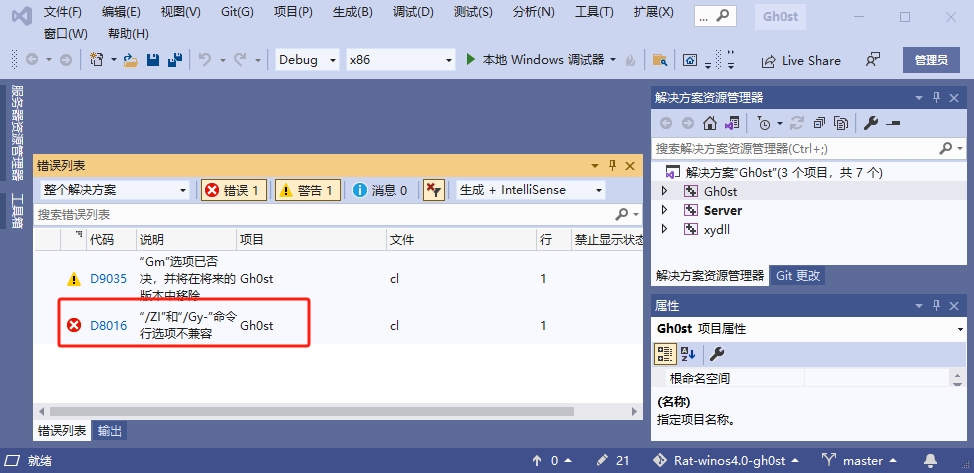 文件(F) 编辑(E) 视图(V) Git(G) 项目(P) 生成(B) 调试(D) 测试(S) 分析(N) 工具(T) 扩展(X) ... Gh0st
窗口(W) 帮助(H)
Debug x86 本地 Windows 调试器 Live Share 管理员
服务器资源管理器
工具箱
错误列表
整个解决方案 错误 1 警告 1 消息 0 生成 + IntelliSense
搜索错误列表
代码 说明 项目 文件 行 禁止显示状态
“Gm”选项已否
D9035 决，并将在将来的 Gh0st cl 1
版本中移除
“/ZI”和“/Gy-”命令
D8016 行选项不兼容 Gh0st cl 1
错误列表 输出
解决方案资源管理器
搜索解决方案资源管理器(Ctrl+;)
解决方案"Gh0st"(3 个项目，共 7 个)
Gh0st
Server
xydll
解决方案资源管理器 Git 更改
属性
Gh0st 项目属性
根命名空间
(名称)
指定项目名称。
就绪 0 21 Rat-winos4.0-gh0st master